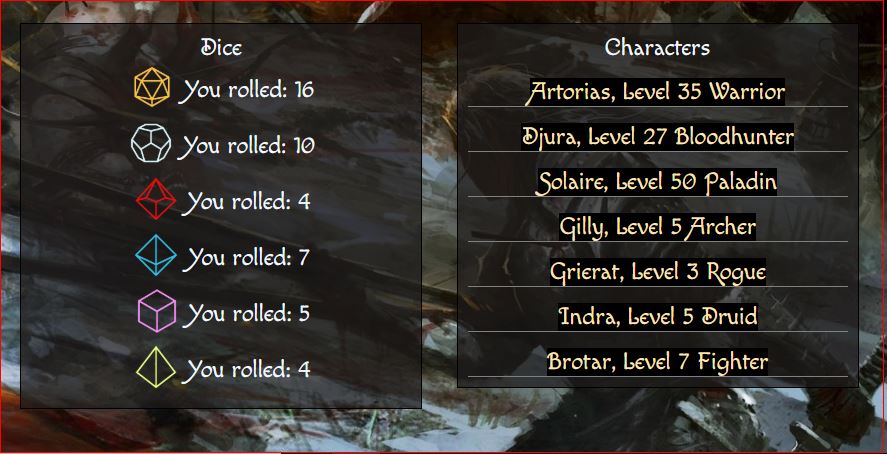 Dice
You rolled: 16
You rolled: 10
You rolled: 4
You rolled: 7
You rolled: 5
You rolled: 4
Characters
Artorias, Level 35 Warrior
Djura, Level 27 Bloodhunter
Solaire, Level 50 Paladin
Gilly, Level 5 Archer
Grierat, Level 3 Rogue
Indra, Level 5 Druid
Brotar, Level 7 Fighter